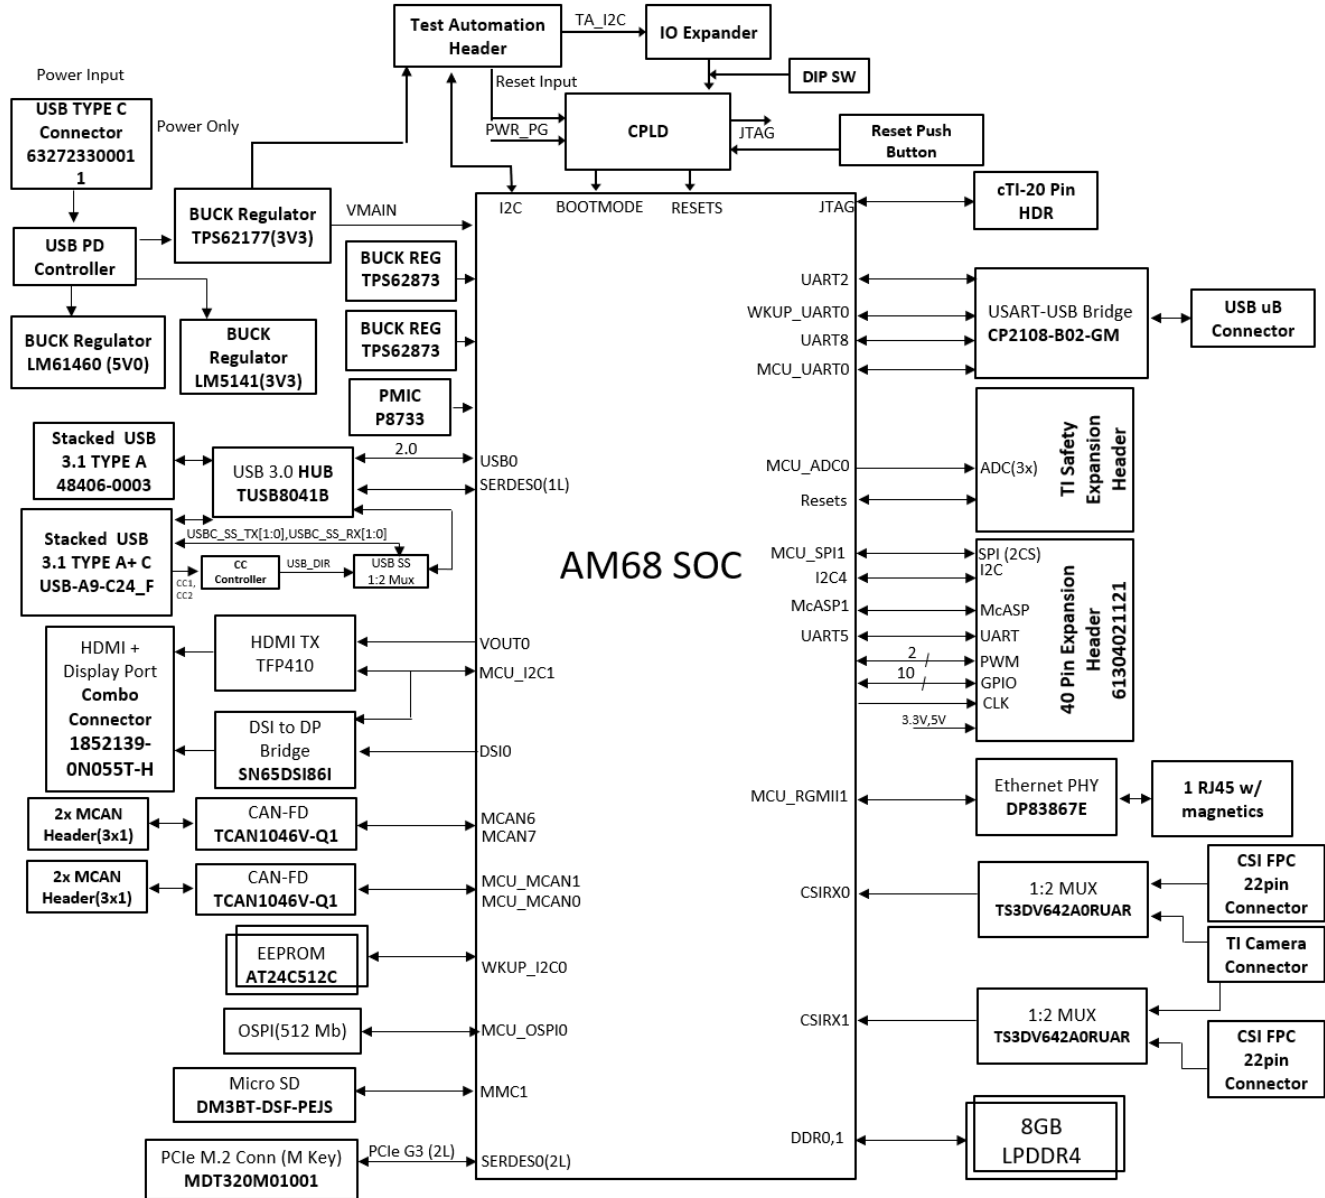 Test Automation
Header
TA_I2C
IO Expander
DIP SW
Reset Input
PWR_PG
CPLD
JTAG
Reset Push
Button
Power Input
USB TYPE C
Connector
63272330001
1
Power Only
BUCK Regulator
TPS62177(3V3)
VMAIN
USB PD
Controller
BUCK Regulator
LM61460 (5V0)
BUCK
Regulator
LM5141(3V3)
BUCK REG
TPS62873
BUCK REG
TPS62873
PMIC
P8733
I2C
BOOTMODE
RESETS
JTAG
cTI-20 Pin
HDR
UART2
WKUP_UART0
UART8
MCU_UART0
USART-USB Bridge
CP2108-B02-GM
USB uB
Connector
Stacked USB
3.1 TYPE A
48406-0003
USB 3.0 HUB
TUSB8041B
2.0
USB0
SERDES0(1L)
Stacked USB
3.1 TYPE A+ C
USB-A9-C24_F
USBC_SS_TX[1:0],USBC_SS_RX[1:0]
CC1,
CC2
CC
Controller
USB_DIR
USB SS
1:2 Mux
AM68 SOC
MCU_ADC0
Resets
ADC(3x)
TI Safety
Expansion
Header
MCU_SPI1
I2C4
McASP1
UART5
2
10
3.3V,5V
SPI (2CS)
I2C
McASP
UART
PWM
GPIO
CLK
40 Pin Expansion
Header
61304021121
HDMI +
Display Port
Combo
Connector
1852139-
0N055T-H
HDMI TX
TFP410
VOUT0
MCU_I2C1
DSI to DP
Bridge
SN65DSI86I
DSI0
MCU_RGMII1
Ethernet PHY
DP83867E
1 RJ45 w/
magnetics
2x MCAN
Header(3x1)
CAN-FD
TCAN1046V-Q1
MCAN6
MCAN7
2x MCAN
Header(3x1)
CAN-FD
TCAN1046V-Q1
MCU_MCAN1
MCU_MCAN0
CSIRX0
1:2 MUX
TS3DV642A0RUAR
CSI FPC
22pin
Connector
TI Camera
Connector
EEPROM
AT24C512C
WKUP_I2C0
OSPI(512 Mb)
MCU_OSPI0
CSIRX1
1:2 MUX
TS3DV642A0RUAR
CSI FPC
22pin
Connector
Micro SD
DM3BT-DSF-PEJS
MMC1
PCIe M.2 Conn (M Key)
MDT320M01001
PCIe G3 (2L)
SERDES0(2L)
DDR0,1
8GB
LPDDR4